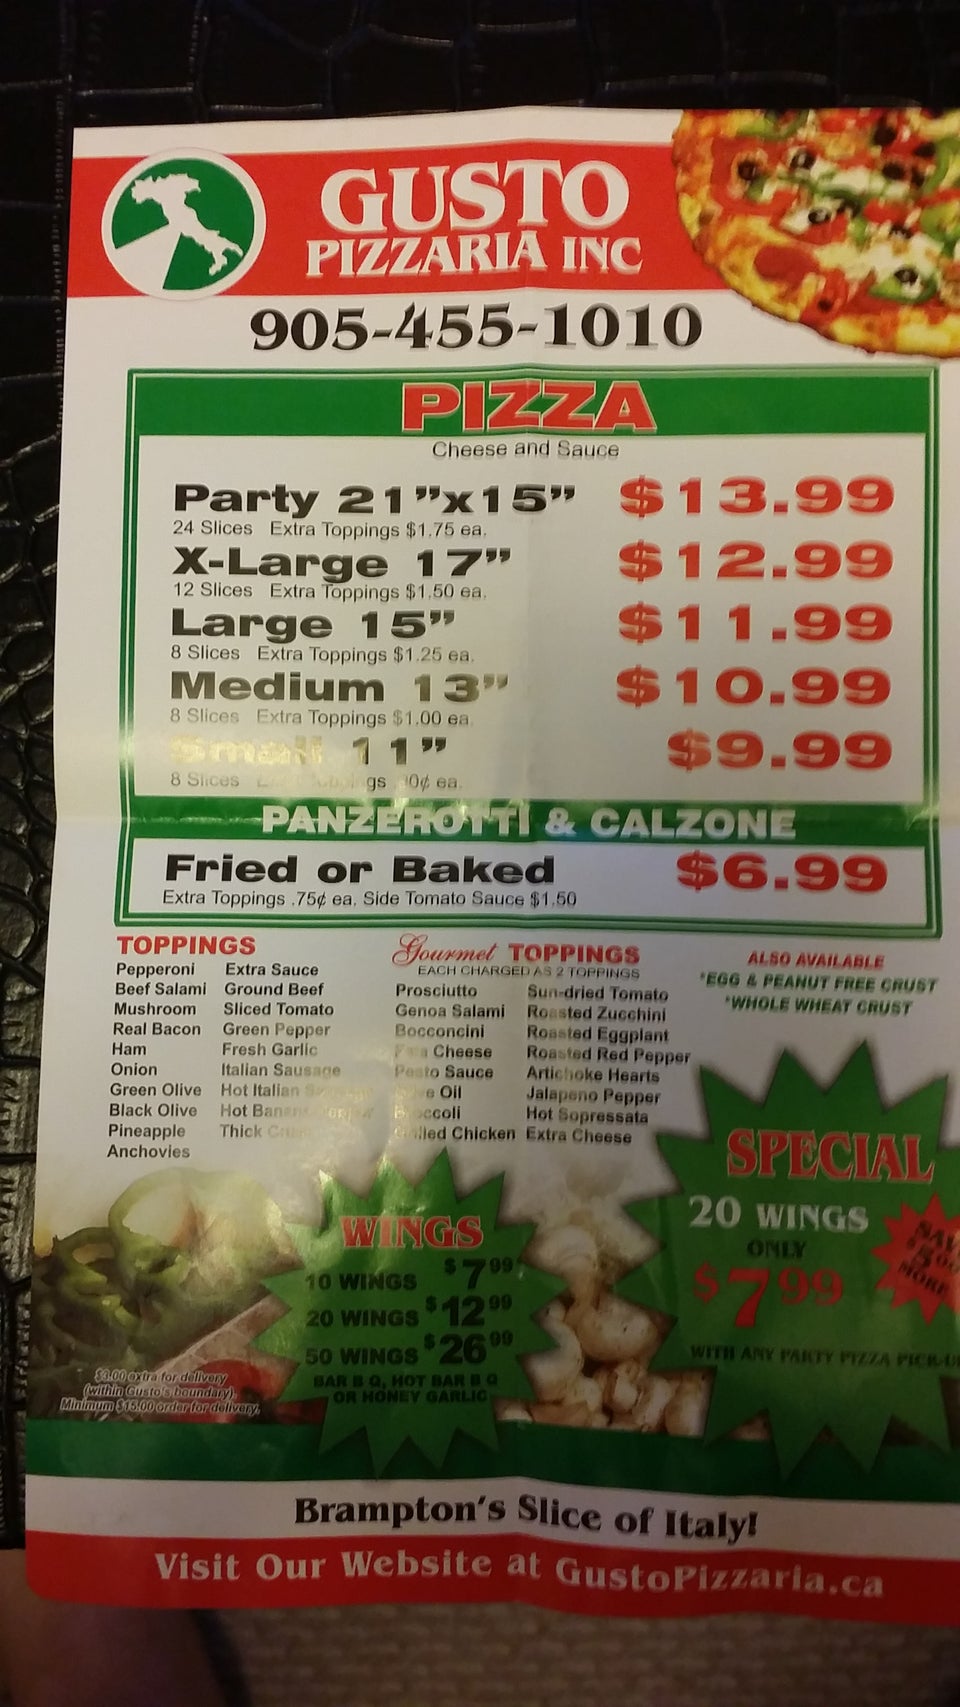 GUSTO
PIZZARIA INC
905-455-1010
PIZZA
Cheese and Sauce
Party 21"x15" $13.99
24 Slices Extra Toppings $1.75 ea.
X-Large 17" $12.99
12 Slices Extra Toppings $1.50 ea.
Large 15" $11.99
8 Slices Extra Toppings $1.25 ea.
Medium 13" $10.99
8 Slices Extra Toppings $1.00 ea.
Small 11" $9.99
8 Slices ea.
PANZEROTTI & CALZONE
Fried or Baked $6.99
Extra Toppings .75¢ ea. Side Tomato Sauce $1.50
TOPPINGS
Pepperoni Extra Sauce
Beef Salami Ground Beef
Mushroom Sliced Tomato
Real Bacon Green Pepper
Ham Fresh Garlic
Onion Italian Sausage
Green Olive Hot Italian
Black Olive Hot Banana
Pineapple Thick
Anchovies
Gourmet TOPPINGS
EACH CHARGED AS 2 TOPPINGS
Prosciutto Sun-dried Tomato
Genoa Salami Roasted Zucchini
Bocconcini Roasted Eggplant
Cheese Roasted Red Pepper
Pesto Sauce Artichoke Hearts
Oil Jalapeno Pepper
Broccoli Hot Sopressata
Grilled Chicken Extra Cheese
ALSO AVAILABLE
*EGG & PEANUT FREE CRUST
*WHOLE WHEAT CRUST
WINGS
10 WINGS $7.99
20 WINGS $12.99
50 WINGS $26.99
BAR B Q, HOT BAR B Q
OR HONEY GARLIC
SPECIAL
20 WINGS
ONLY
$7.99
WITH ANY PARTY PIZZA PICK-U
MORE
$3.00 extra for delivery
(within Gusto's boundary).
Minimum $15.00 order for delivery.
Brampton's Slice of Italy!
Visit Our Website at GustoPizzaria.ca